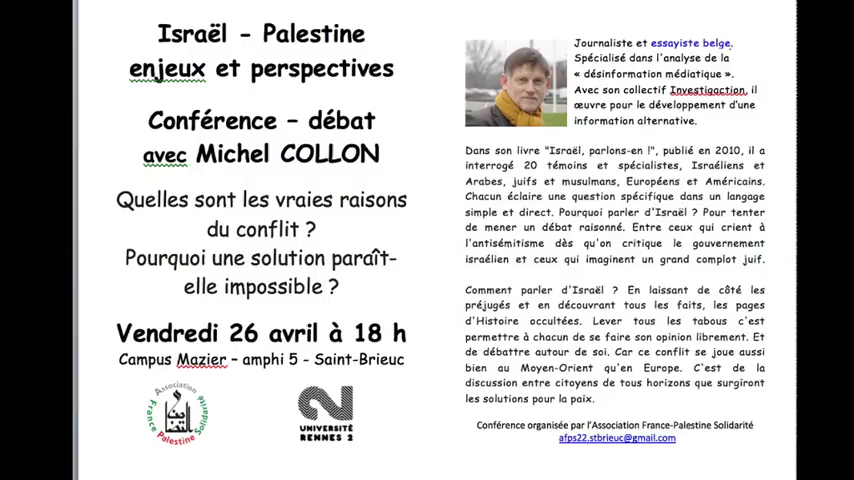 Israël - Palestine
enjeux et perspectives
Conférence – débat
avec Michel COLLON
Quelles sont les vraies raisons
du conflit ?
Pourquoi une solution paraît-
elle impossible ?
Vendredi 26 avril à 18 h
Campus Mazier – amphi 5 - Saint-Brieuc
Association
France Palestine Solidarité
UNIVERSITÉ
RENNES 2
Journaliste et essayiste belge.
Spécialisé dans l'analyse de la
« désinformation médiatique ».
Avec son collectif Investigaction, il
œuvre pour le développement d'une
information alternative.
Dans son livre "Israël, parlons-en !", publié en 2010, il a
interrogé 20 témoins et spécialistes, Israéliens et
Arabes, juifs et musulmans, Européens et Américains.
Chacun éclaire une question spécifique dans un langage
simple et direct. Pourquoi parler d'Israël ? Pour tenter
de mener un débat raisonné. Entre ceux qui crient à
l'antisémitisme dès qu'on critique le gouvernement
israélien et ceux qui imaginent un grand complot juif.
Comment parler d'Israël ? En laissant de côté les
préjugés et en découvrant tous les faits, les pages
d'Histoire occultées. Lever tous les tabous c'est
permettre à chacun de se faire son opinion librement. Et
de débattre autour de soi. Car ce conflit se joue aussi
bien au Moyen-Orient qu'en Europe. C'est de la
discussion entre citoyens de tous horizons que surgiront
les solutions pour la paix.
Conférence organisée par l'Association France-Palestine Solidarité
afps22.stbrieuc@gmail.com